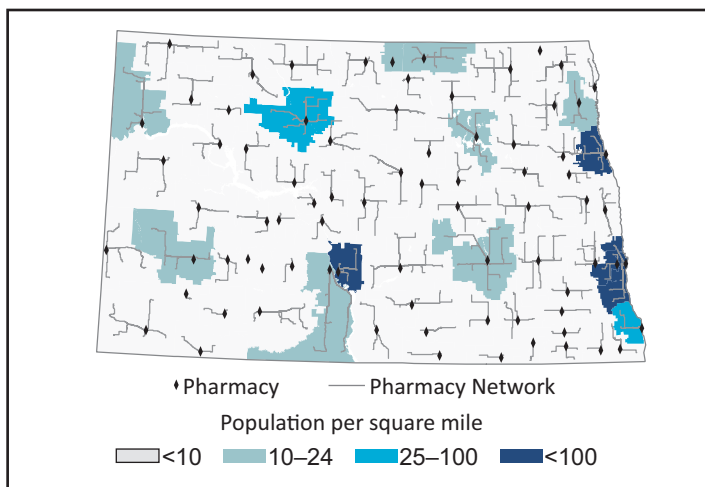 Pharmacy Pharmacy Network
Population per square mile
<10 10–24 25–100 <100